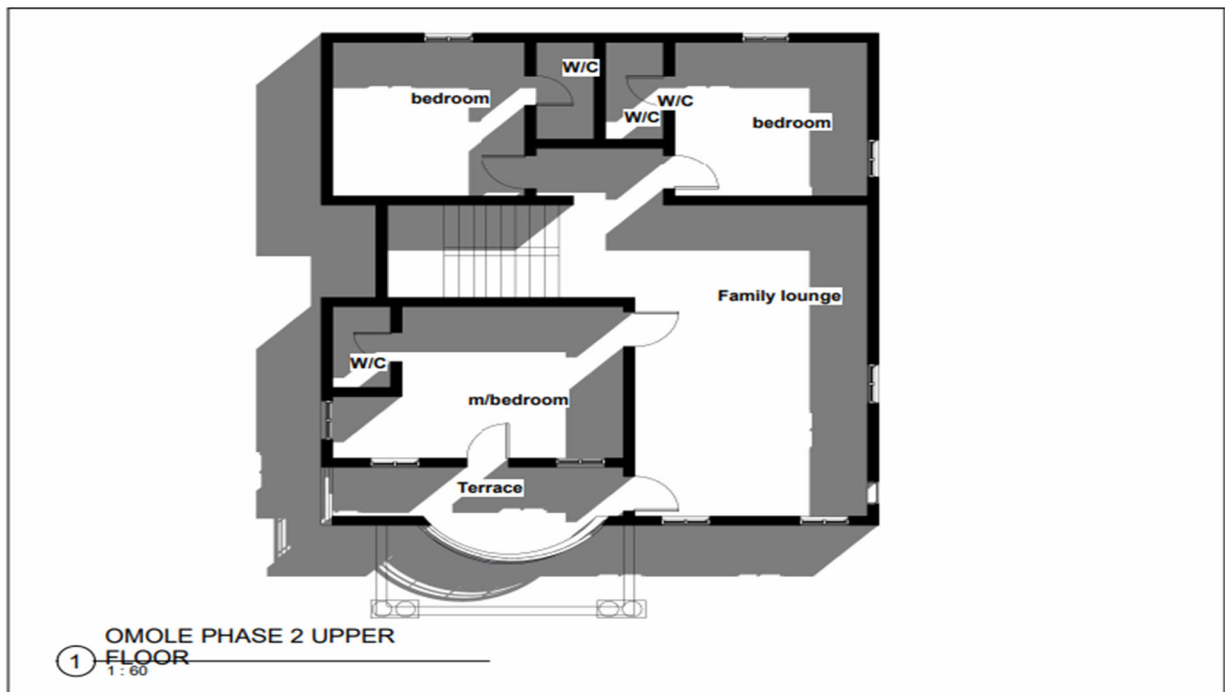 W/C
bedroom
W/C
W/C
bedroom
Family lounge
W/C
m/bedroom
Terrace
OMOLE PHASE 2 UPPER
FLOOR
1
1 : 60